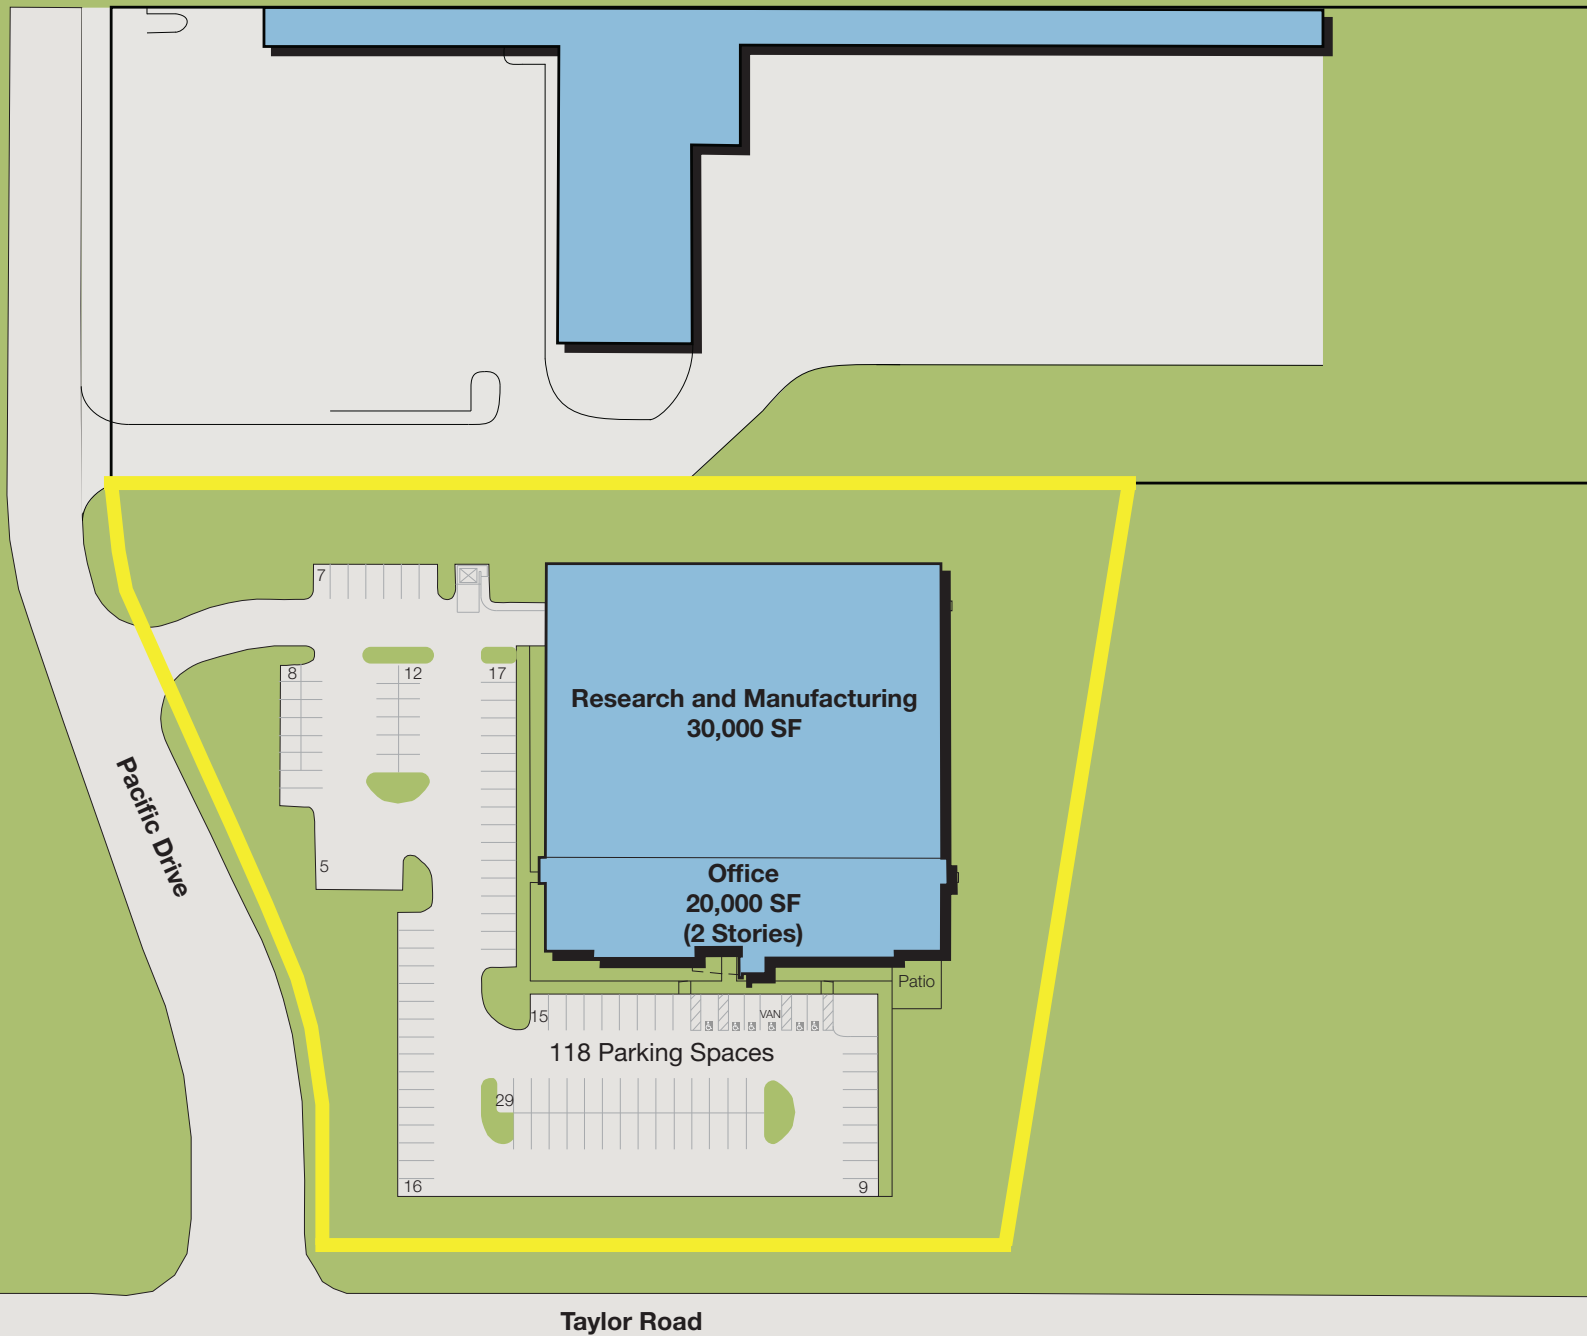 7
8
12
17
Research and Manufacturing
30,000 SF
Pacific Drive
5
Office
20,000 SF
(2 Stories)
Patio
15
VAN
118 Parking Spaces
29
16
9
Taylor Road